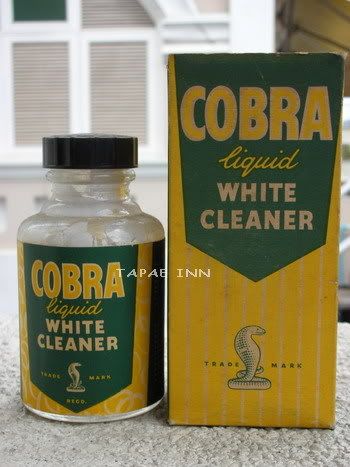 COBRA
liquid
WHITE
CLEANER
TRADE MARK
COBRA
liquid
WHITE
CLEANER
TRADE MARK
REGD.
TAPAE INN